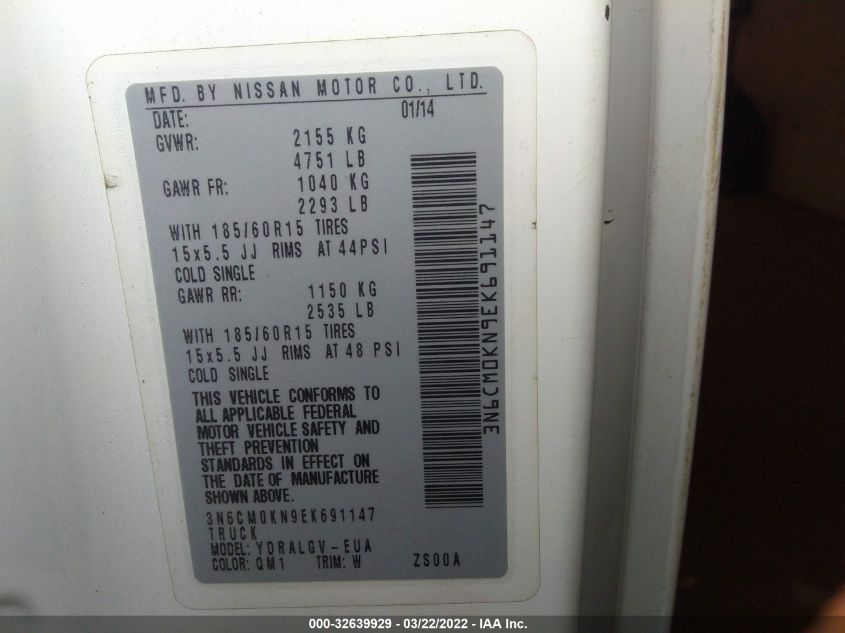 MFD. BY NISSAN MOTOR CO., LTD.
DATE: 01/14
GVWR: 2155 KG
4751 LB
GAWR FR: 1040 KG
2293 LB
WITH 185/60R15 TIRES
15x5.5 JJ RIMS AT 44PSI
COLD SINGLE
GAWR RR: 1150 KG
2535 LB
WITH 185/60R15 TIRES
15x5.5 JJ RIMS AT 48 PSI
COLD SINGLE
THIS VEHICLE CONFORMS TO
ALL APPLICABLE FEDERAL
MOTOR VEHICLE SAFETY AND
THEFT PREVENTION
STANDARDS IN EFFECT ON
THE DATE OF MANUFACTURE
SHOWN ABOVE.
3N6CM0KN9EK691147
TRUCK
MODEL: YDRALGV-EUA
COLOR: QM1 TRIM: W ZS00A
3N6CM0KN9EK691147
000-32639929 - 03/22/2022 - IAA Inc.